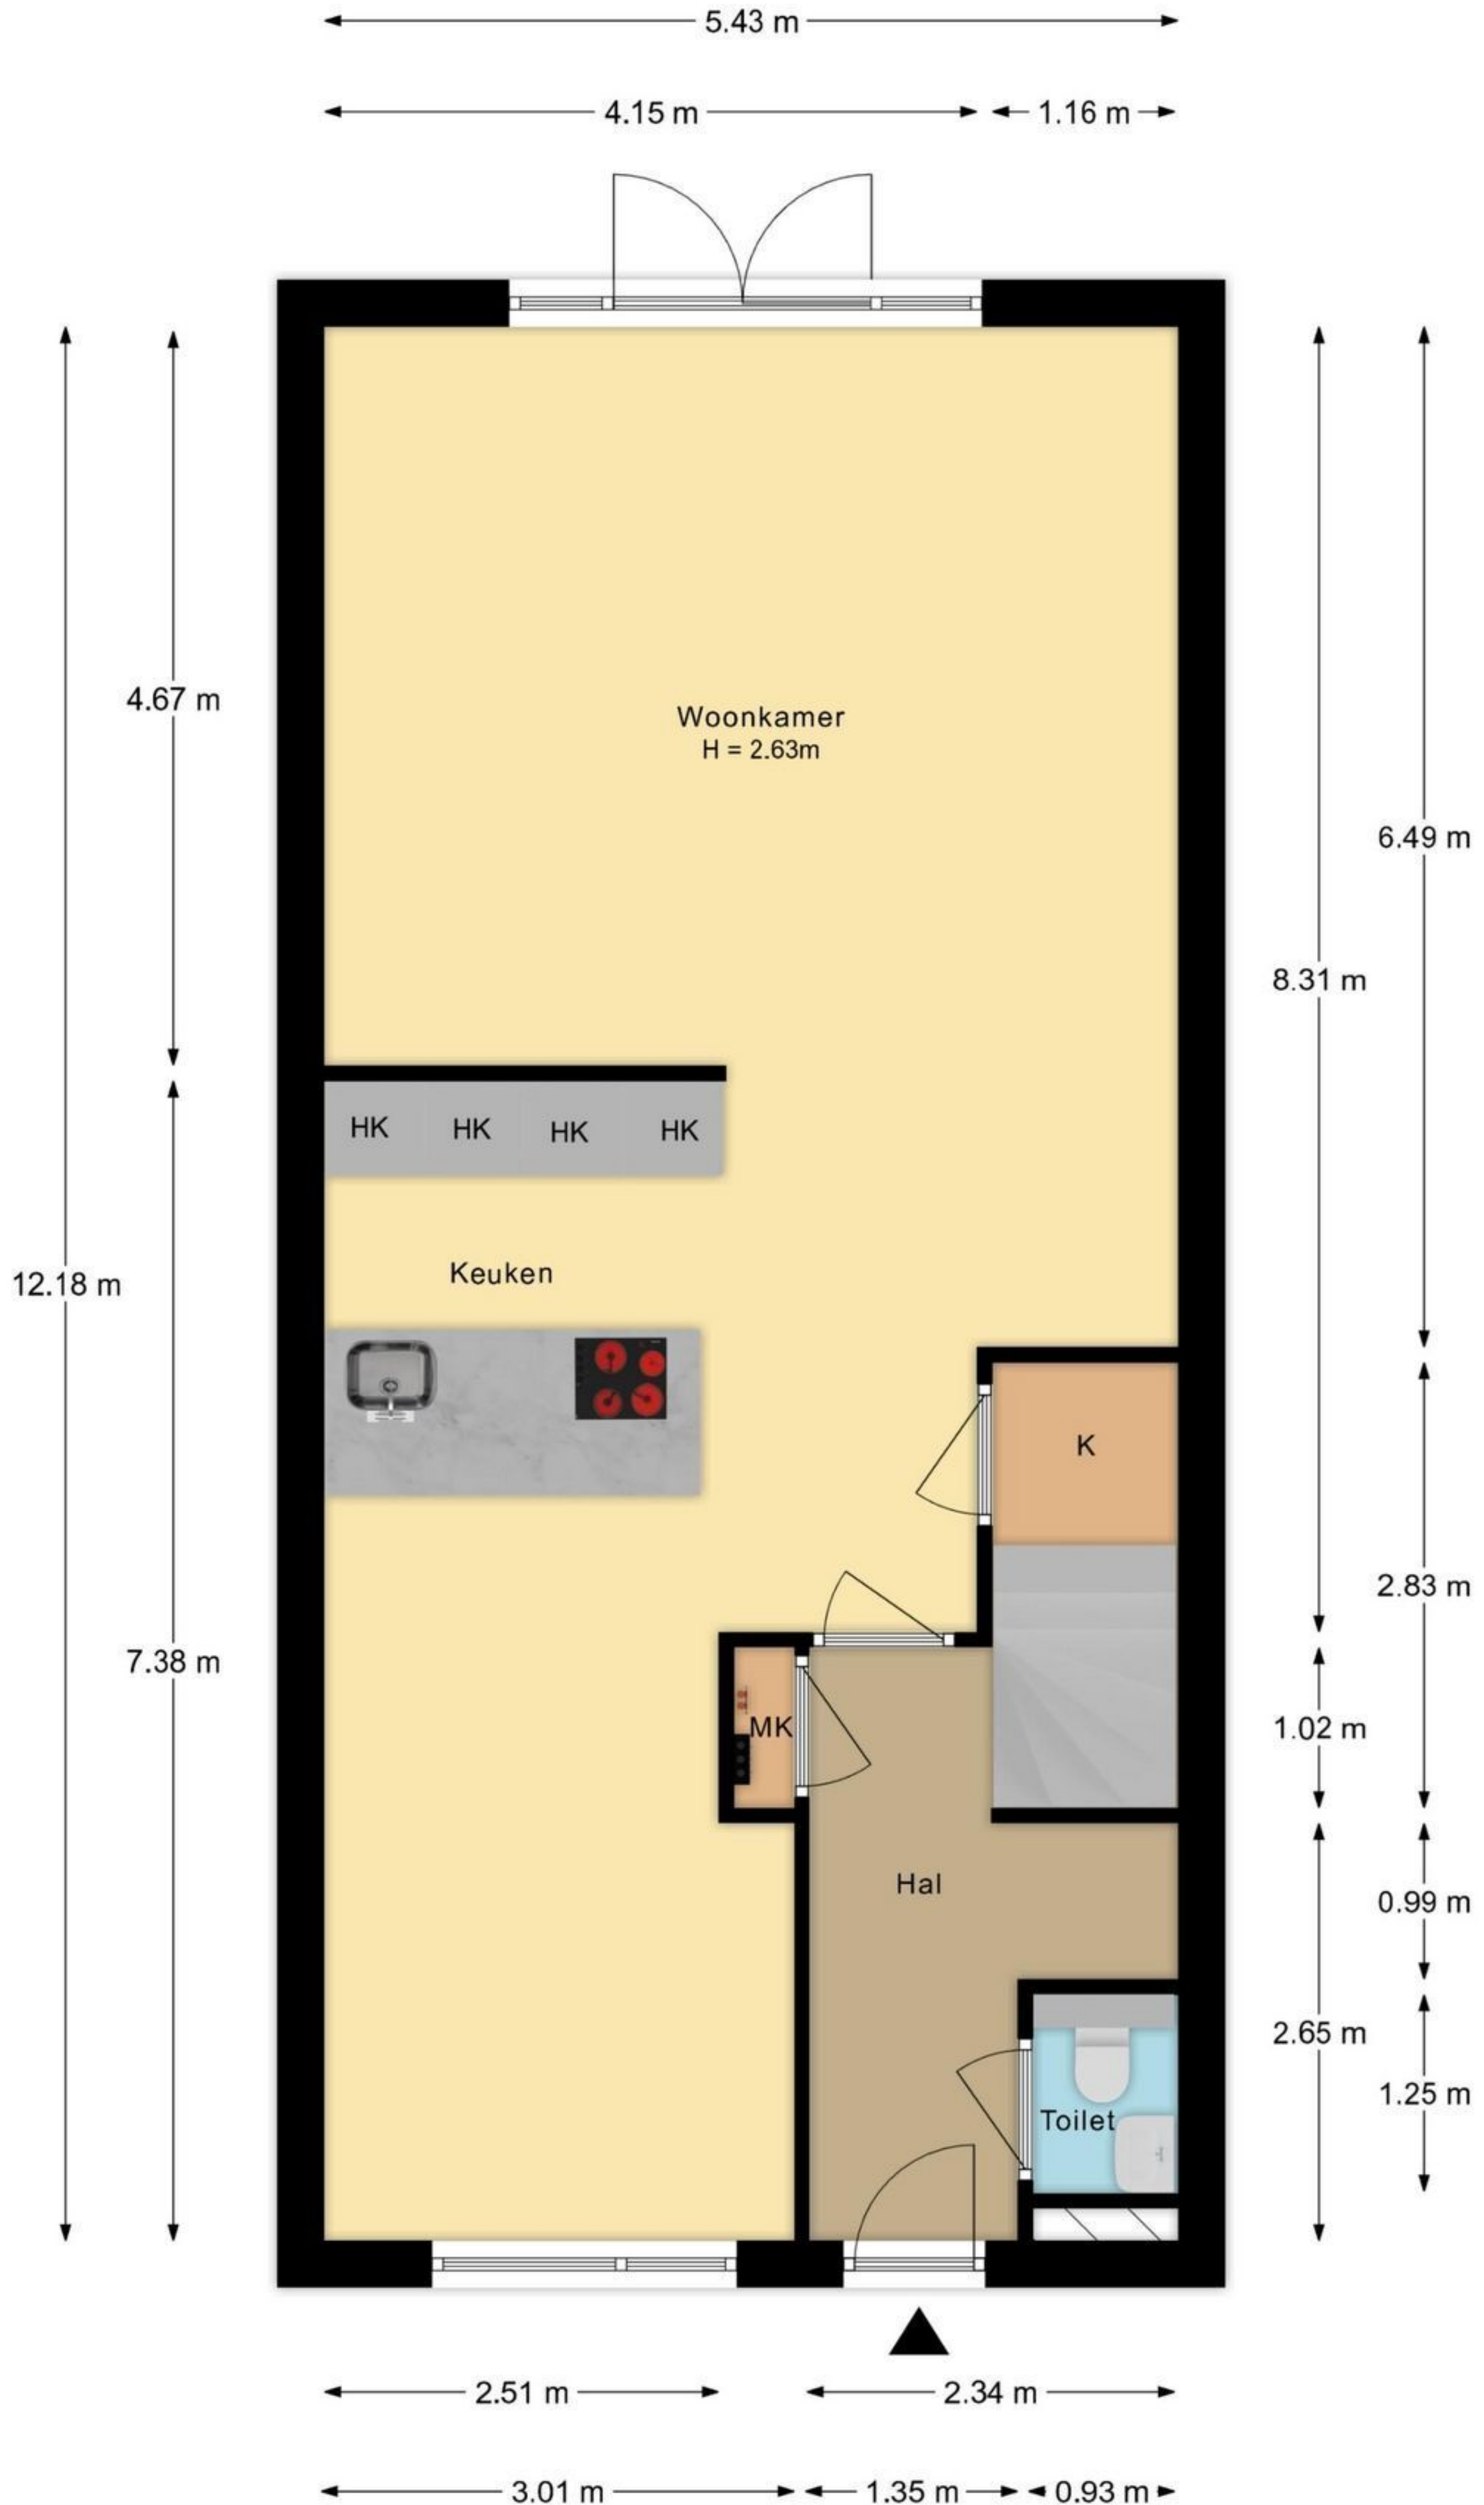 5.43 m
4.15 m
1.16 m
4.67 m
Woonkamer
H = 2.63m
6.49 m
8.31 m
HK
HK
HK
HK
Keuken
12.18 m
K
2.83 m
7.38 m
MK
1.02 m
Hal
0.99 m
2.65 m
1.25 m
Toilet
2.51 m
2.34 m
3.01 m
1.35 m
0.93 m